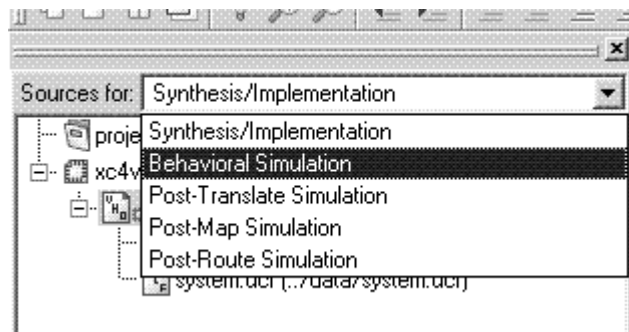 Sources for: Synthesis/Implementation
Synthesis/Implementation
Behavioral Simulation
Post-Translate Simulation
Post-Map Simulation
Post-Route Simulation
proje
xc4v
system.ucf (../data/system.ucf)